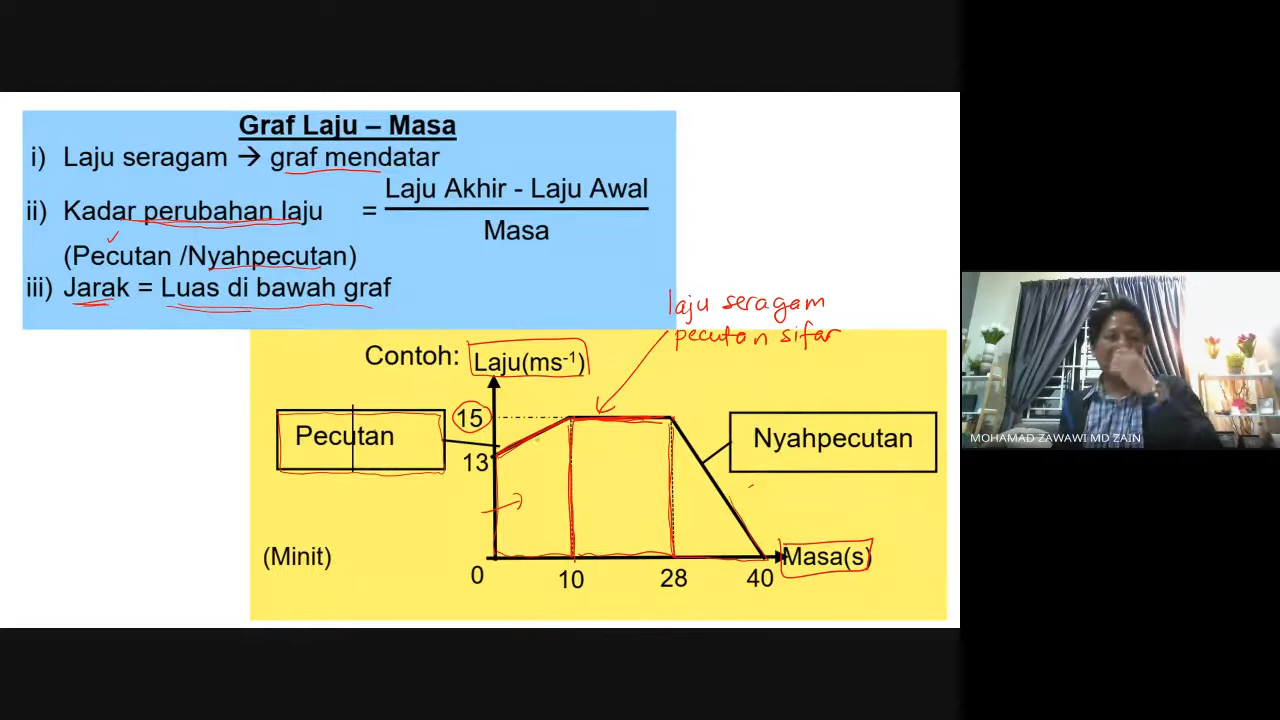 Graf Laju – Masa
i) Laju seragam → graf mendatar
ii) Kadar perubahan laju = Laju Akhir - Laju Awal
Masa
(Pecutan /Nyahpecutan)
iii) Jarak = Luas di bawah graf
laju seragam
pecutan sifar
Contoh: Laju(ms⁻¹)
15
Pecutan
Nyahpecutan
13
(Minit)
Masa(s)
0
10
28
40
MOHAMAD ZAWAWI MD ZAIN